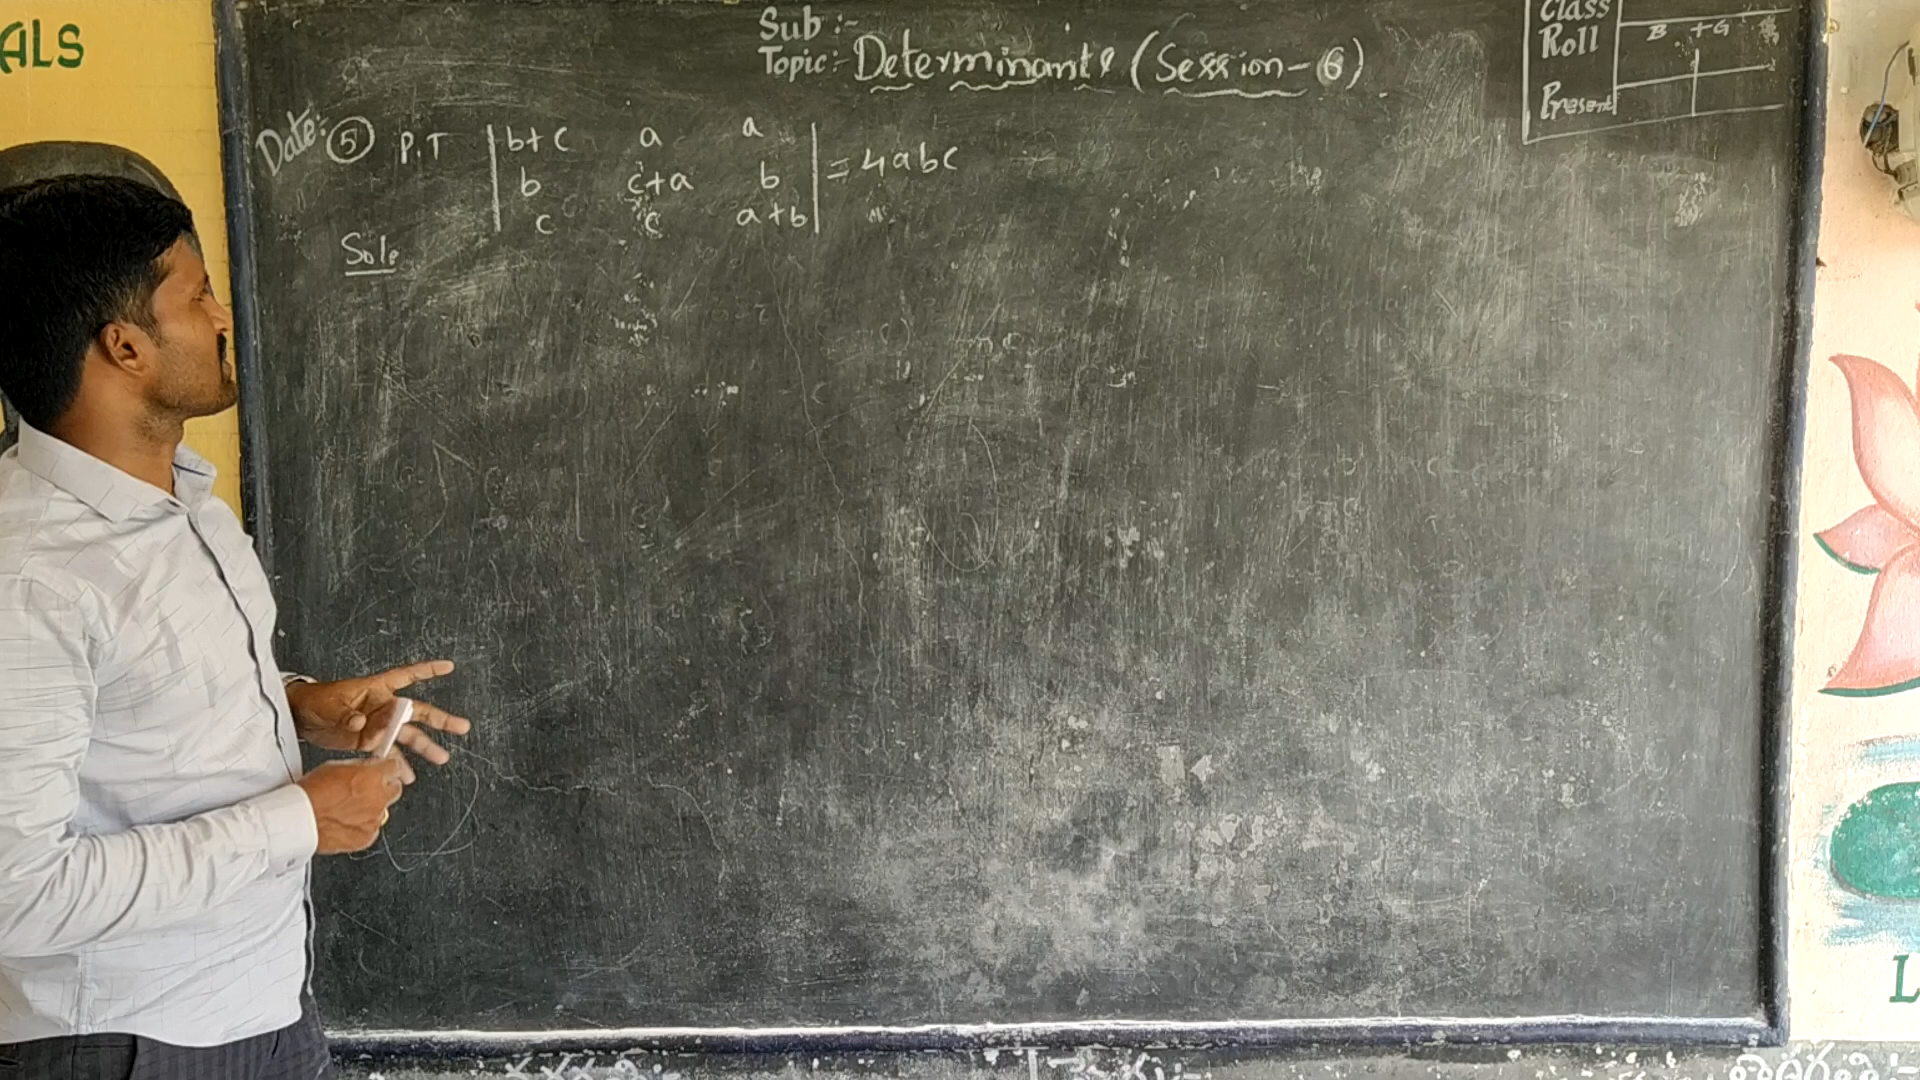 ALS
Sub :-
Topic:- Determinants (Session-6)
Class
Roll
B + G
Present
Date:
⑤ P.T | b+c a a |
| b c+a b | = 4abc
| c c a+b |
Sol:
L